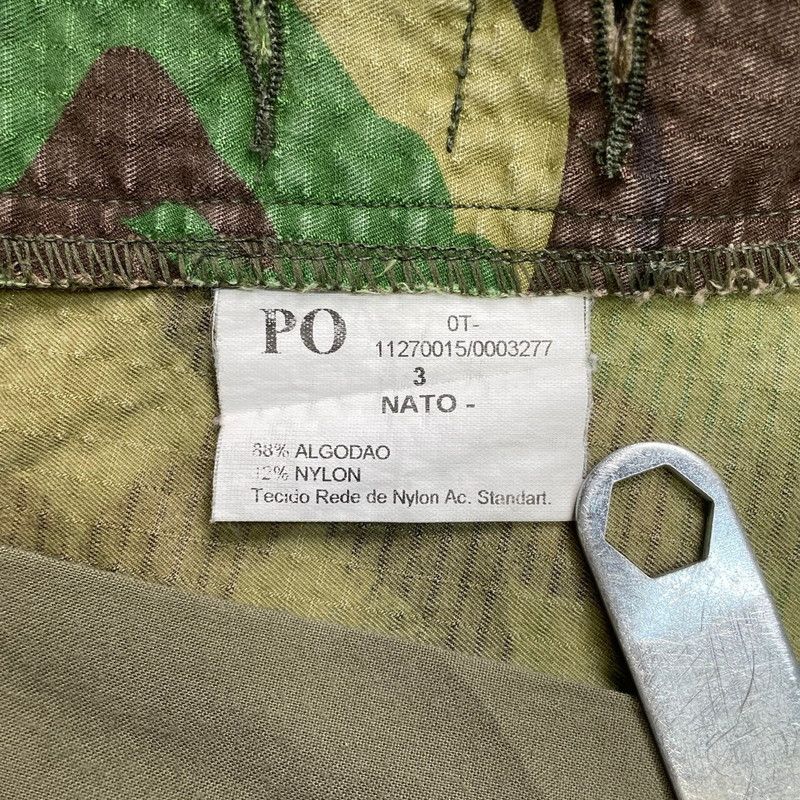 PO
0T-
11270015/0003277
3
NATO -
88% ALGODAO
12% NYLON
Tecido Rede de Nylon Ac. Standart.